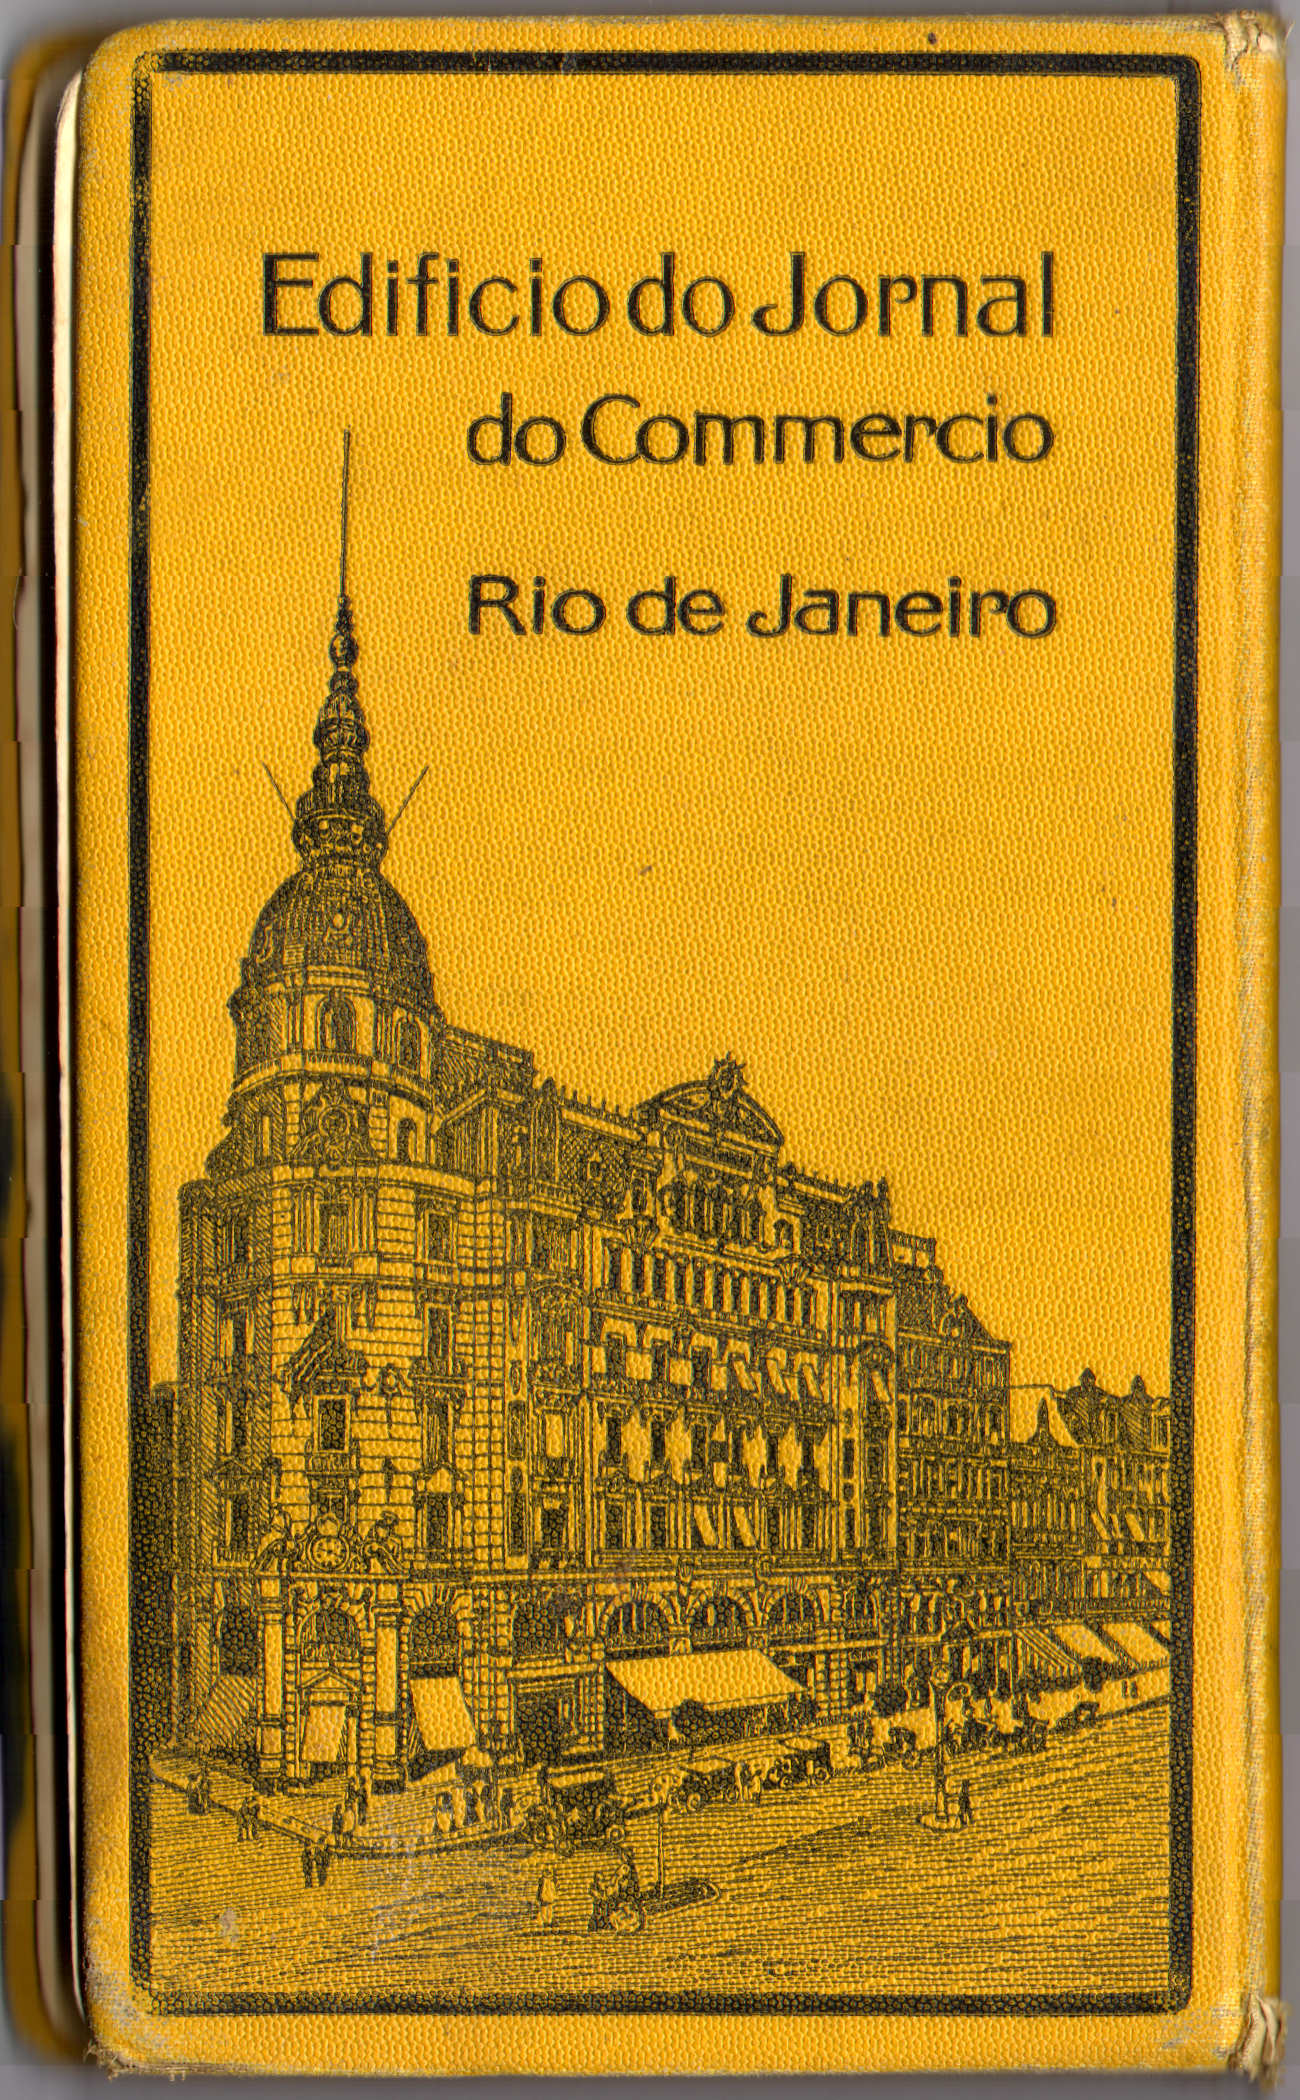 Edificio do Jornal
do Commercio
Rio de Janeiro